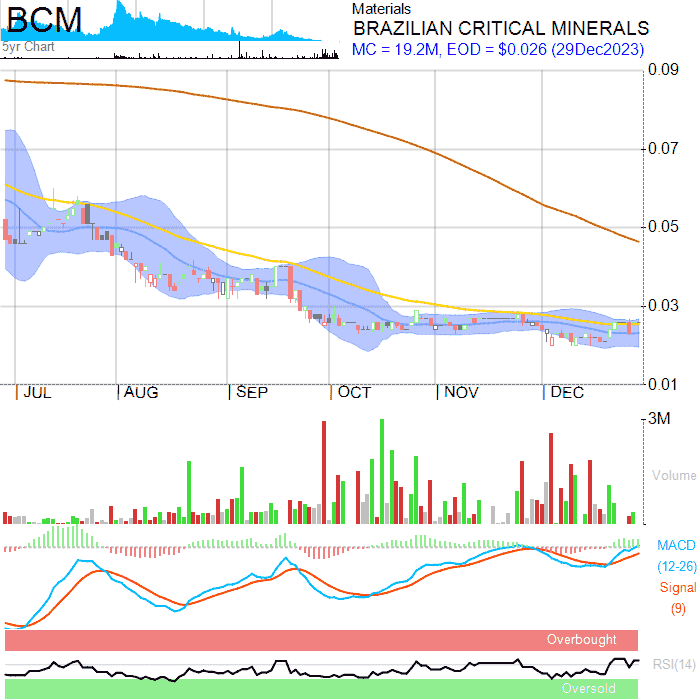 BCM
5yr Chart
Materials
BRAZILIAN CRITICAL MINERALS
MC = 19.2M, EOD = $0.026 (29Dec2023)
0.09
0.07
0.05
0.03
0.01
JUL AUG SEP OCT NOV DEC
3M
Volume
MACD
(12-26)
Signal
(9)
Overbought
RSI(14)
Oversold